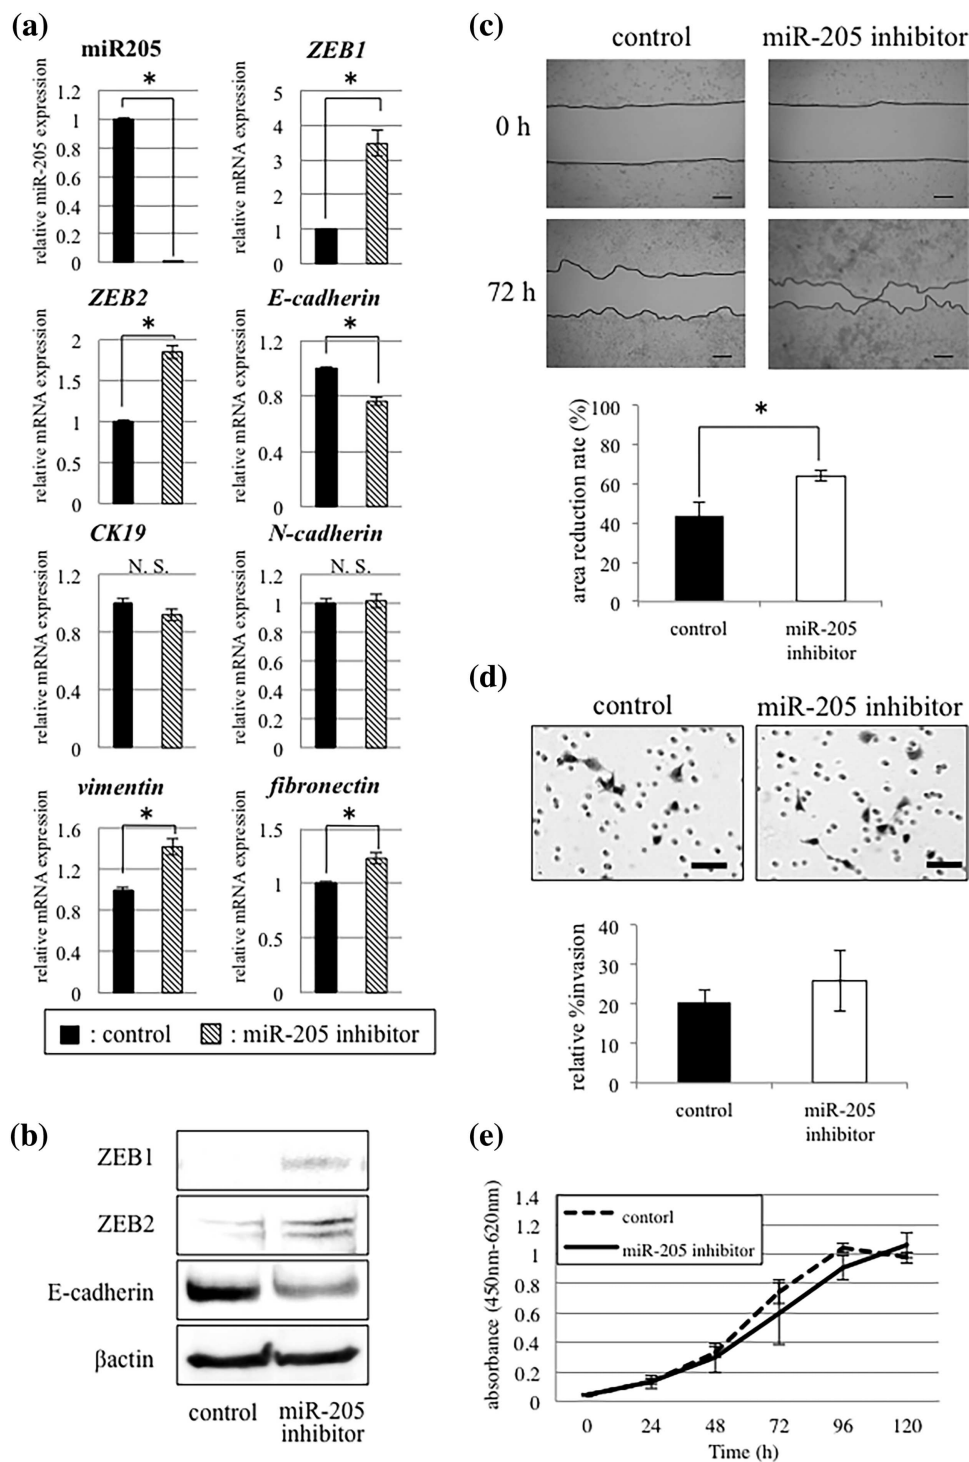 (a)
miR205
relative miR-205 expression
1.2
1
0.8
0.6
0.4
0.2
0
*
ZEB1
relative mRNA expression
5
4
3
2
1
0
*
ZEB2
relative mRNA expression
2
1.5
1
0.5
0
*
E-cadherin
relative mRNA expression
1.2
0.8
0.4
0
*
CK19
N. S.
relative mRNA expression
1.2
0.8
0.4
0
N-cadherin
N. S.
relative mRNA expression
1.2
1
0.8
0.6
0.4
0.2
0
vimentin
relative mRNA expression
1.6
1.2
0.8
0.4
0
*
fibronectin
relative mRNA expression
1.5
1
0.5
0
*
: control : miR-205 inhibitor
(b)
ZEB1
ZEB2
E-cadherin
βactin
control miR-205
inhibitor
(c)
control miR-205 inhibitor
0 h
72 h
area reduction rate (%)
100
80
60
40
20
0
*
control miR-205
inhibitor
(d)
control miR-205 inhibitor
relative %invasion
40
30
20
10
0
control miR-205
inhibitor
(e)
absorbance (450nm-620nm)
1.4
1.2
1
0.8
0.6
0.4
0.2
0
contorl
miR-205 inhibitor
0 24 48 72 96 120
Time (h)